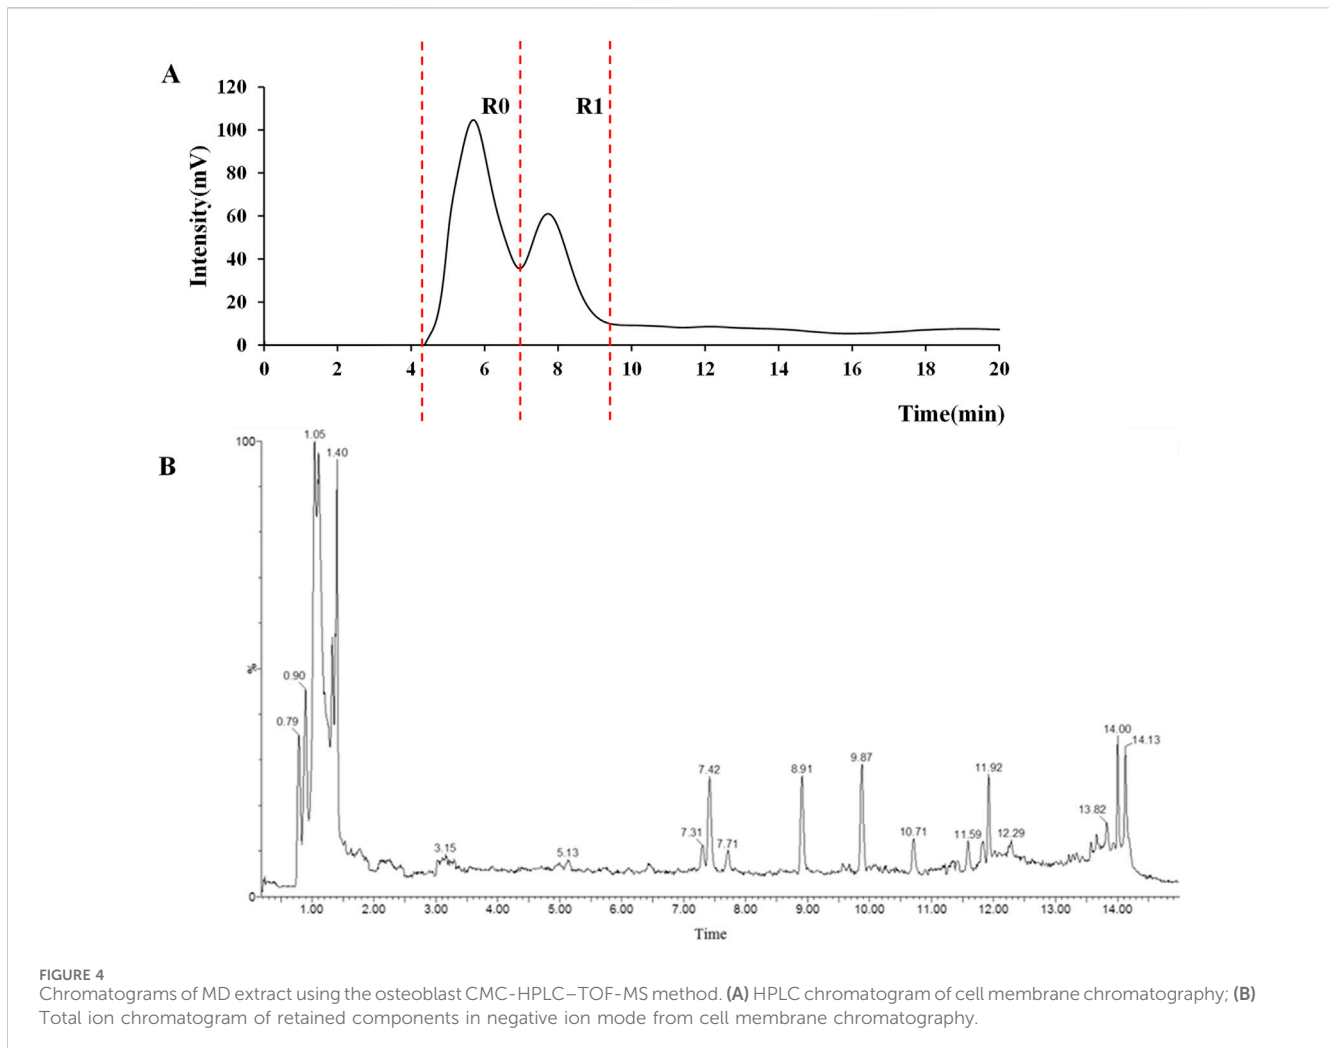 A
120
100
80
60
40
20
0
Intensity(mV)
R0
R1
0 2 4 6 8 10 12 14 16 18 20
Time(min)
B
100
%
0
0.79
0.90
1.05
1.40
3.15
5.13
7.31
7.42
7.71
8.91
9.87
10.71
11.59
11.92
12.29
13.82
14.00
14.13
1.00 2.00 3.00 4.00 5.00 6.00 7.00 8.00 9.00 10.00 11.00 12.00 13.00 14.00
Time
FIGURE 4
Chromatograms of MD extract using the osteoblast CMC-HPLC–TOF-MS method. (A) HPLC chromatogram of cell membrane chromatography; (B)
Total ion chromatogram of retained components in negative ion mode from cell membrane chromatography.